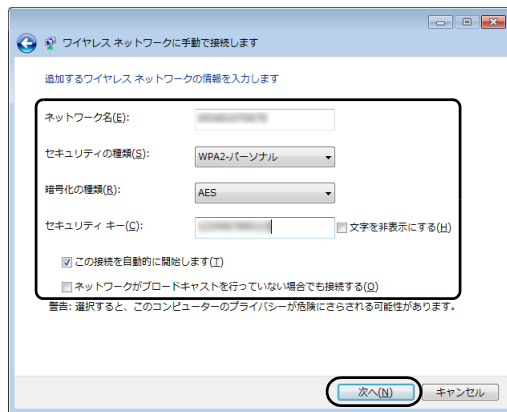 ワイヤレス ネットワークに手動で接続します
追加するワイヤレス ネットワークの情報を入力します
ネットワーク名(E):
セキュリティの種類(S):
WPA2-パーソナル
暗号化の種類(R):
AES
セキュリティ キー(C):
文字を非表示にする(H)
この接続を自動的に開始します(T)
ネットワークがブロードキャストを行っていない場合でも接続する(O)
警告: 選択すると、このコンピューターのプライバシーが危険にさらされる可能性があります。
次へ(N)
キャンセル